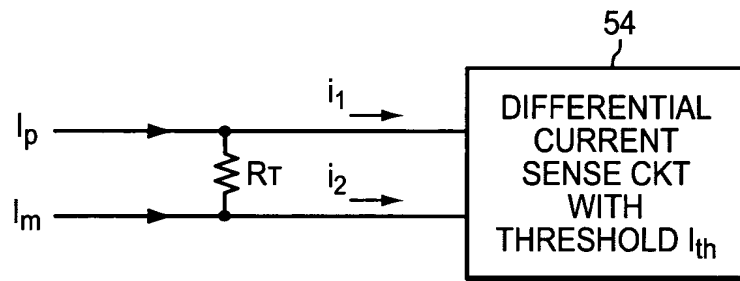 54
i1
Ip
RT
i2
Im
DIFFERENTIAL
CURRENT
SENSE CKT
WITH
THRESHOLD Ith